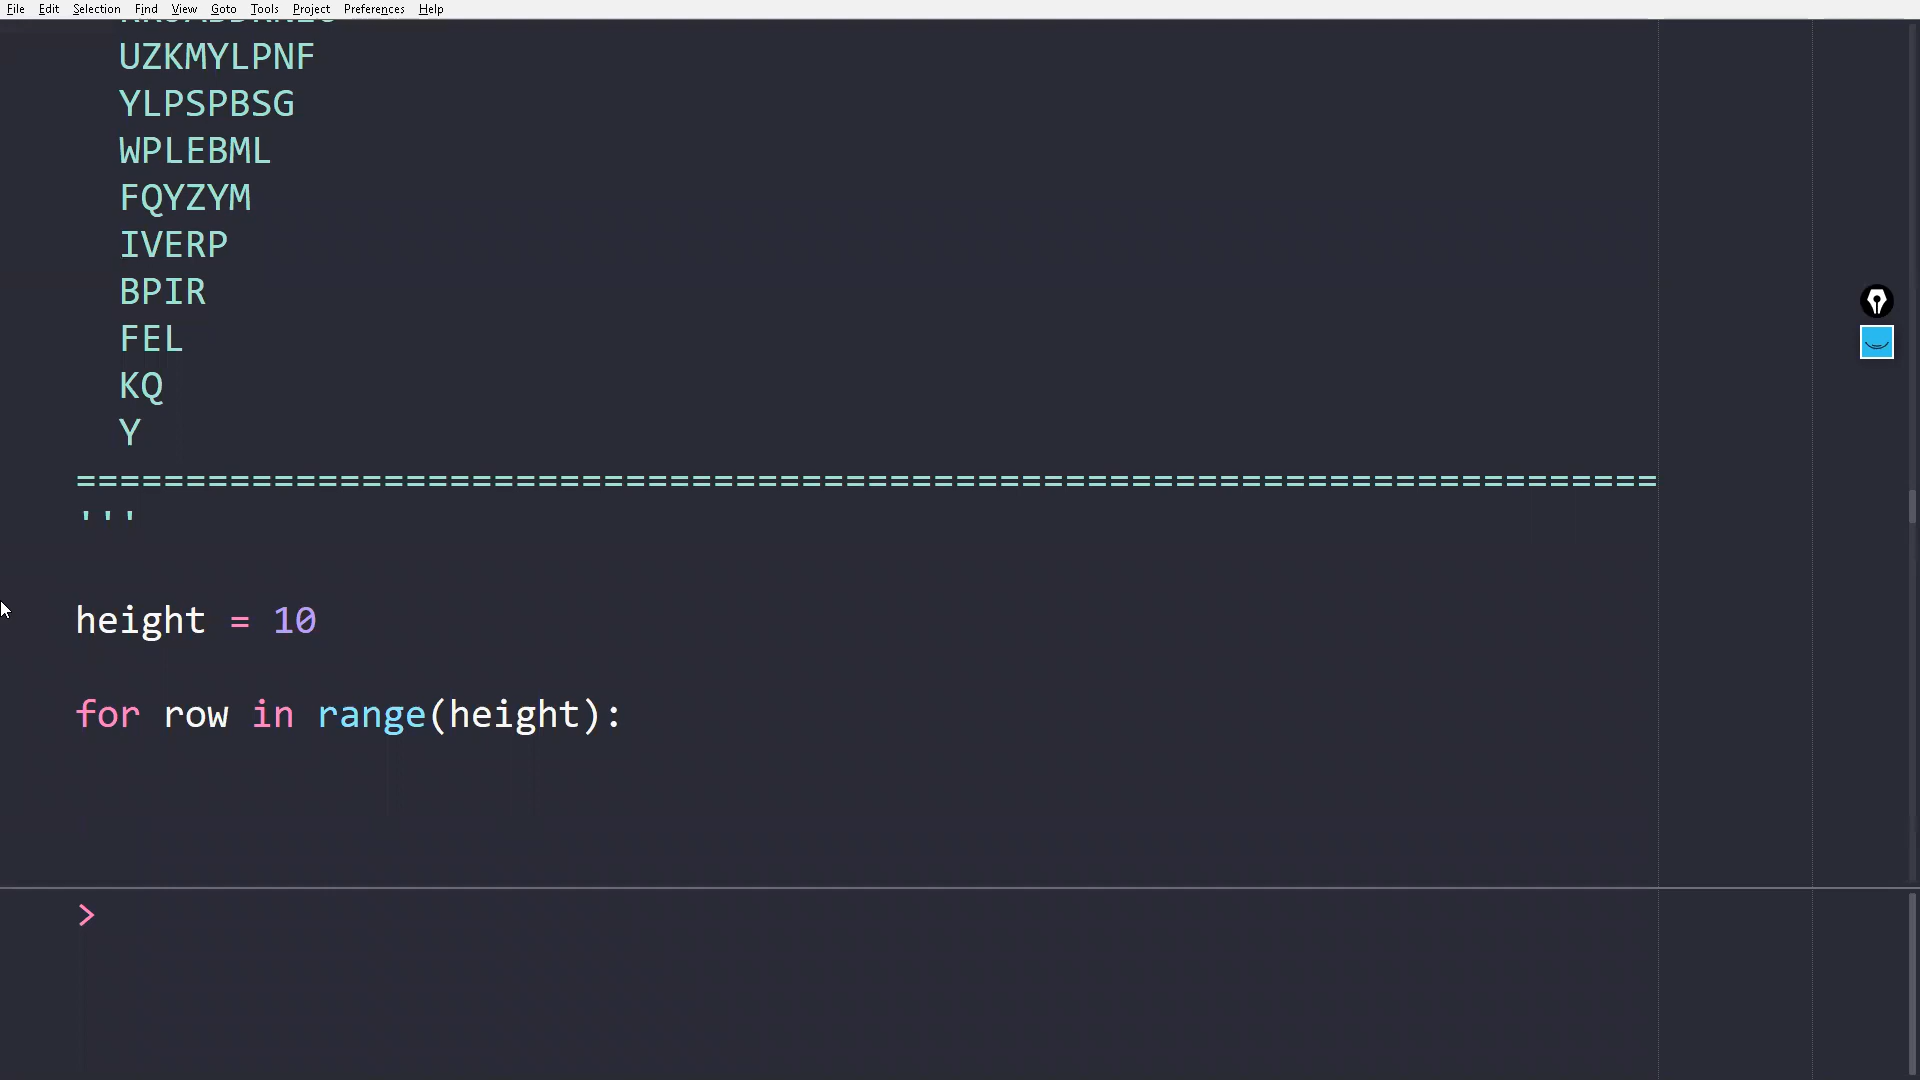 File Edit Selection Find View Goto Tools Project Preferences Help
UZKMYLPNF
YLPSPBSG
WPLEBML
FQYZYM
IVERP
BPIR
FEL
KQ
Y
========================================================================
'''
height = 10
for row in range(height):
>